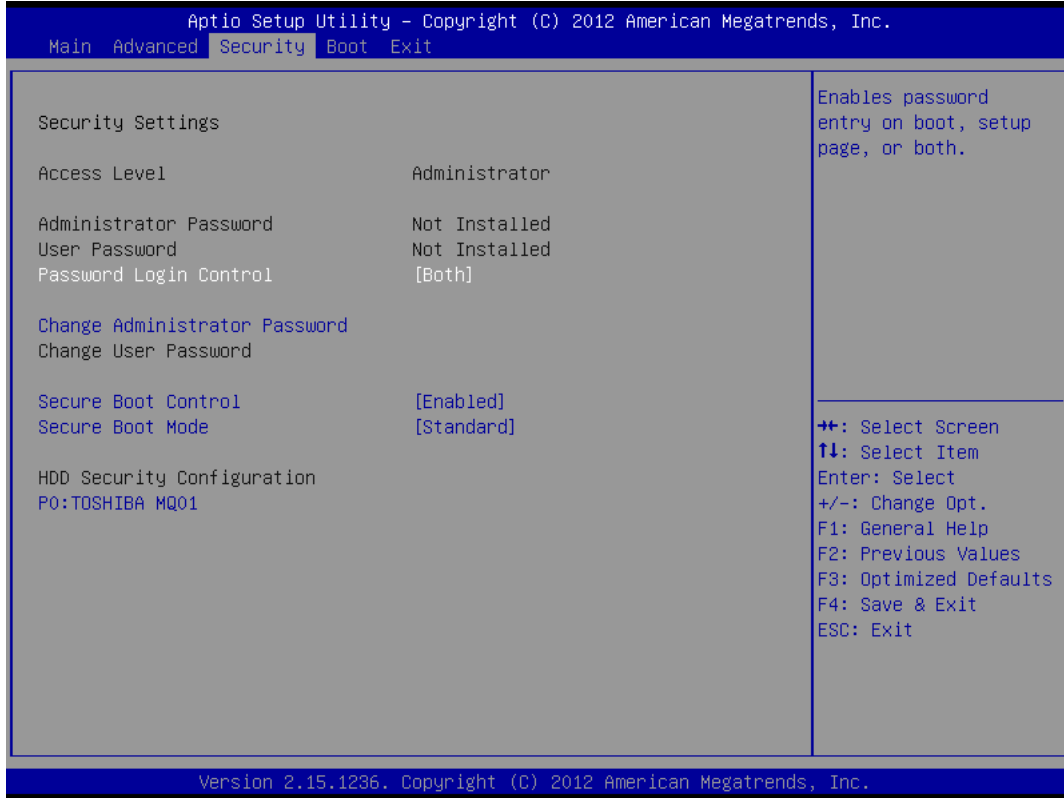 Aptio Setup Utility – Copyright (C) 2012 American Megatrends, Inc.
Main Advanced Security Boot Exit
Security Settings
Access Level Administrator
Administrator Password Not Installed
User Password Not Installed
Password Login Control [Both]
Change Administrator Password
Change User Password
Secure Boot Control [Enabled]
Secure Boot Mode [Standard]
HDD Security Configuration
P0:TOSHIBA MQ01
Enables password
entry on boot, setup
page, or both.
→←: Select Screen
↑↓: Select Item
Enter: Select
+/-: Change Opt.
F1: General Help
F2: Previous Values
F3: Optimized Defaults
F4: Save & Exit
ESC: Exit
Version 2.15.1236. Copyright (C) 2012 American Megatrends, Inc.